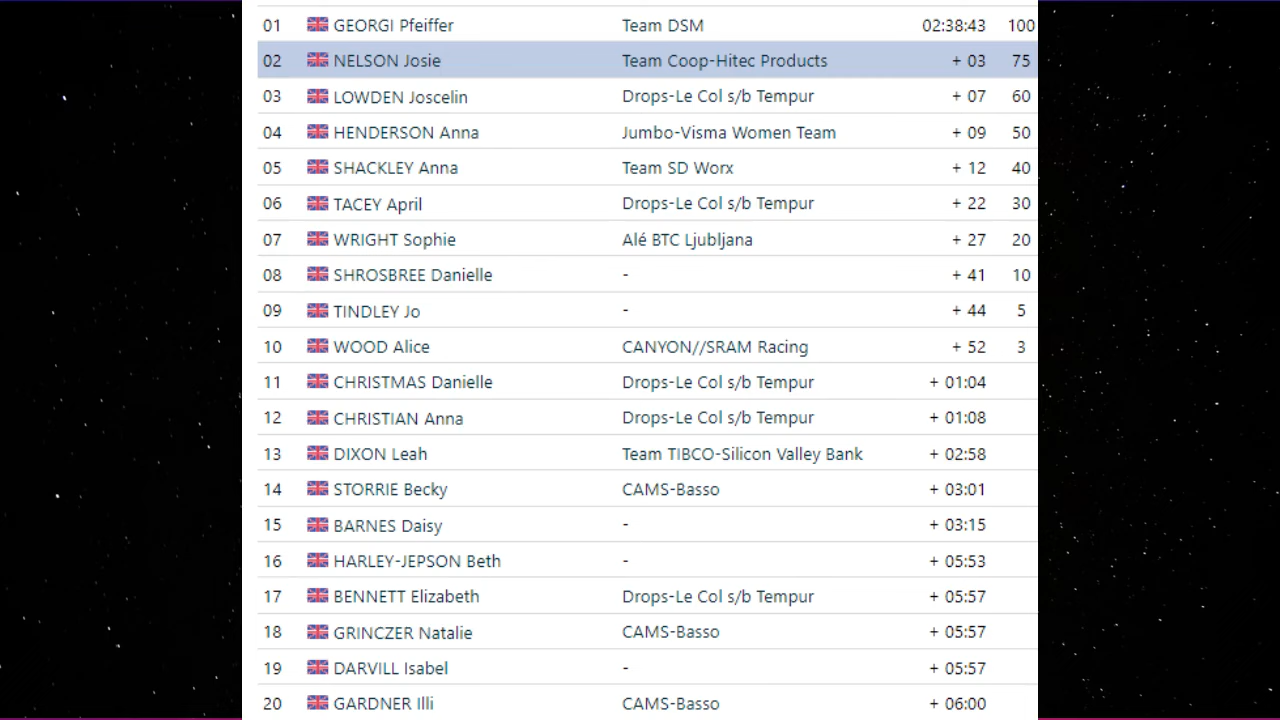 01 GEORGI Pfeiffer Team DSM 02:38:43 100
02 NELSON Josie Team Coop-Hitec Products + 03 75
03 LOWDEN Joscelin Drops-Le Col s/b Tempur + 07 60
04 HENDERSON Anna Jumbo-Visma Women Team + 09 50
05 SHACKLEY Anna Team SD Worx + 12 40
06 TACEY April Drops-Le Col s/b Tempur + 22 30
07 WRIGHT Sophie Alé BTC Ljubljana + 27 20
08 SHROSBREE Danielle - + 41 10
09 TINDLEY Jo - + 44 5
10 WOOD Alice CANYON//SRAM Racing + 52 3
11 CHRISTMAS Danielle Drops-Le Col s/b Tempur + 01:04
12 CHRISTIAN Anna Drops-Le Col s/b Tempur + 01:08
13 DIXON Leah Team TIBCO-Silicon Valley Bank + 02:58
14 STORRIE Becky CAMS-Basso + 03:01
15 BARNES Daisy - + 03:15
16 HARLEY-JEPSON Beth - + 05:53
17 BENNETT Elizabeth Drops-Le Col s/b Tempur + 05:57
18 GRINCZER Natalie CAMS-Basso + 05:57
19 DARVILL Isabel - + 05:57
20 GARDNER Illi CAMS-Basso + 06:00